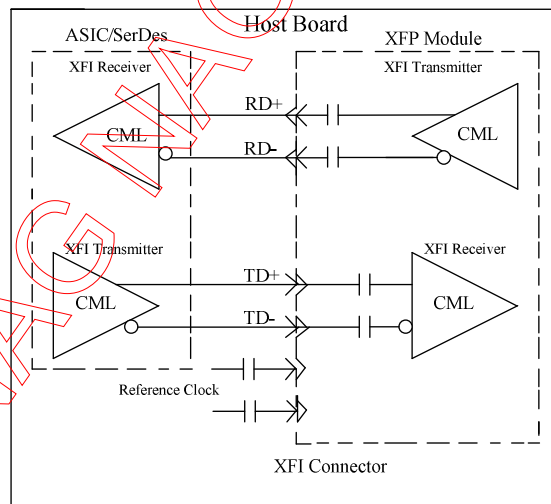 Host Board
ASIC/SerDes
XFP Module
XFI Receiver
XFI Transmitter
RD+
CML
CML
RD-
XFI Transmitter
XFI Receiver
TD+
CML
CML
TD-
Reference Clock
XFI Connector